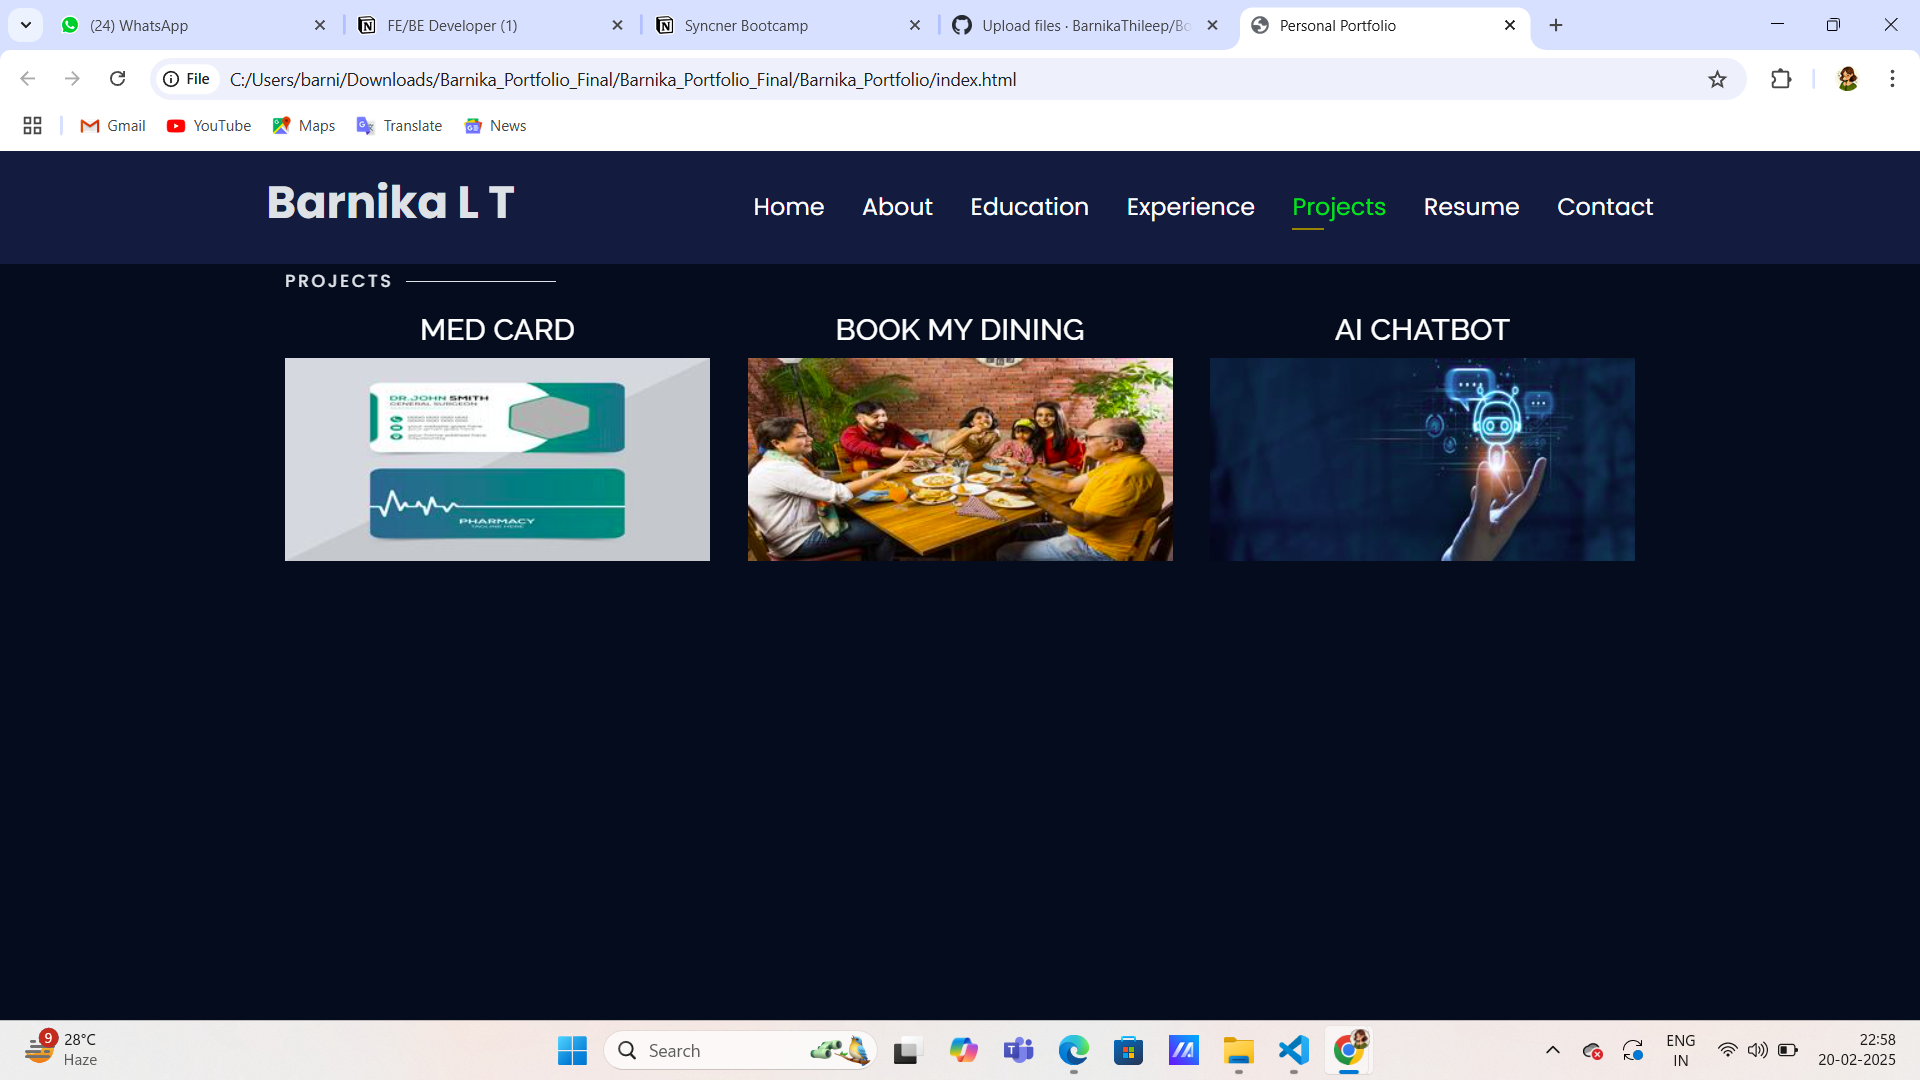 (24) WhatsApp
FE/BE Developer (1)
Syncner Bootcamp
Upload files · BarnikaThileep/Bo
Personal Portfolio
File
C:/Users/barni/Downloads/Barnika_Portfolio_Final/Barnika_Portfolio_Final/Barnika_Portfolio/index.html
Gmail
YouTube
Maps
Translate
News
Barnika L T
Home
About
Education
Experience
Projects
Resume
Contact
PROJECTS
MED CARD
BOOK MY DINING
AI CHATBOT
DR.JOHN SMITH
GENERAL SURGEON
PHARMACY
TAGLINE HERE
9
28°C
Haze
Search
ENG
IN
22:58
20-02-2025